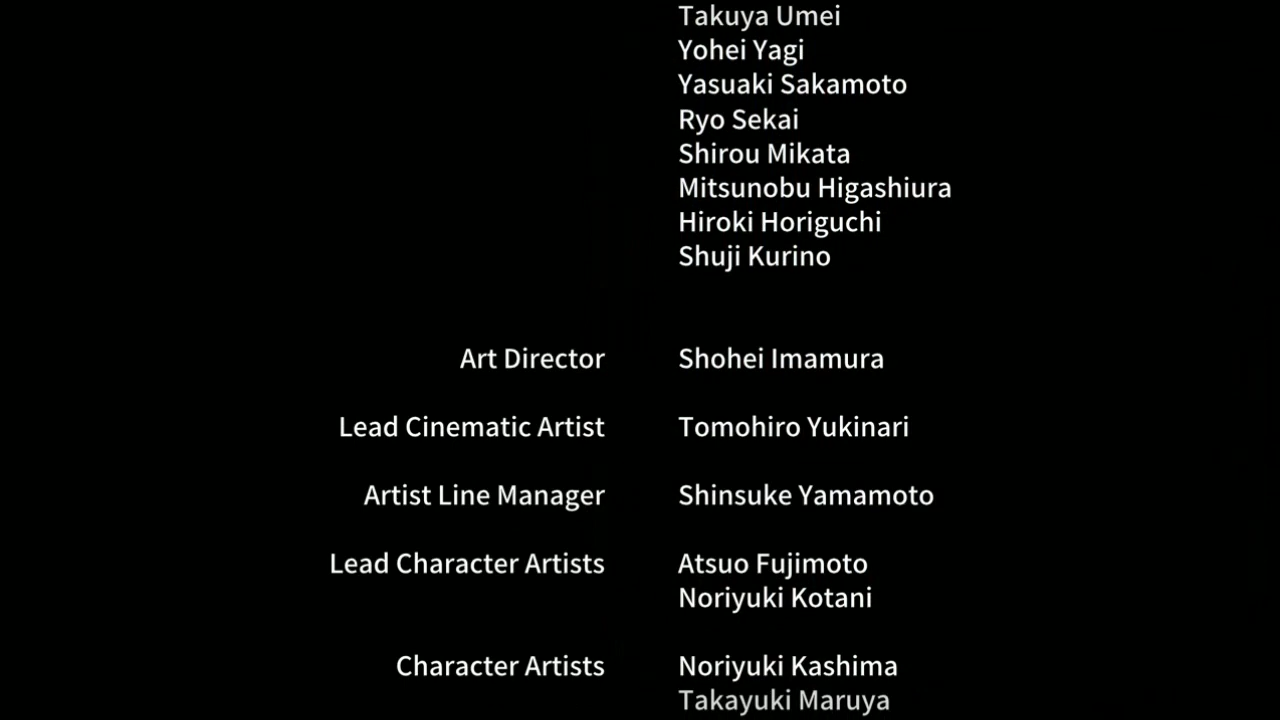 Takuya Umei
Yohei Yagi
Yasuaki Sakamoto
Ryo Sekai
Shirou Mikata
Mitsunobu Higashiura
Hiroki Horiguchi
Shuji Kurino
Art Director Shohei Imamura
Lead Cinematic Artist Tomohiro Yukinari
Artist Line Manager Shinsuke Yamamoto
Lead Character Artists Atsuo Fujimoto
Noriyuki Kotani
Character Artists Noriyuki Kashima
Takayuki Maruya